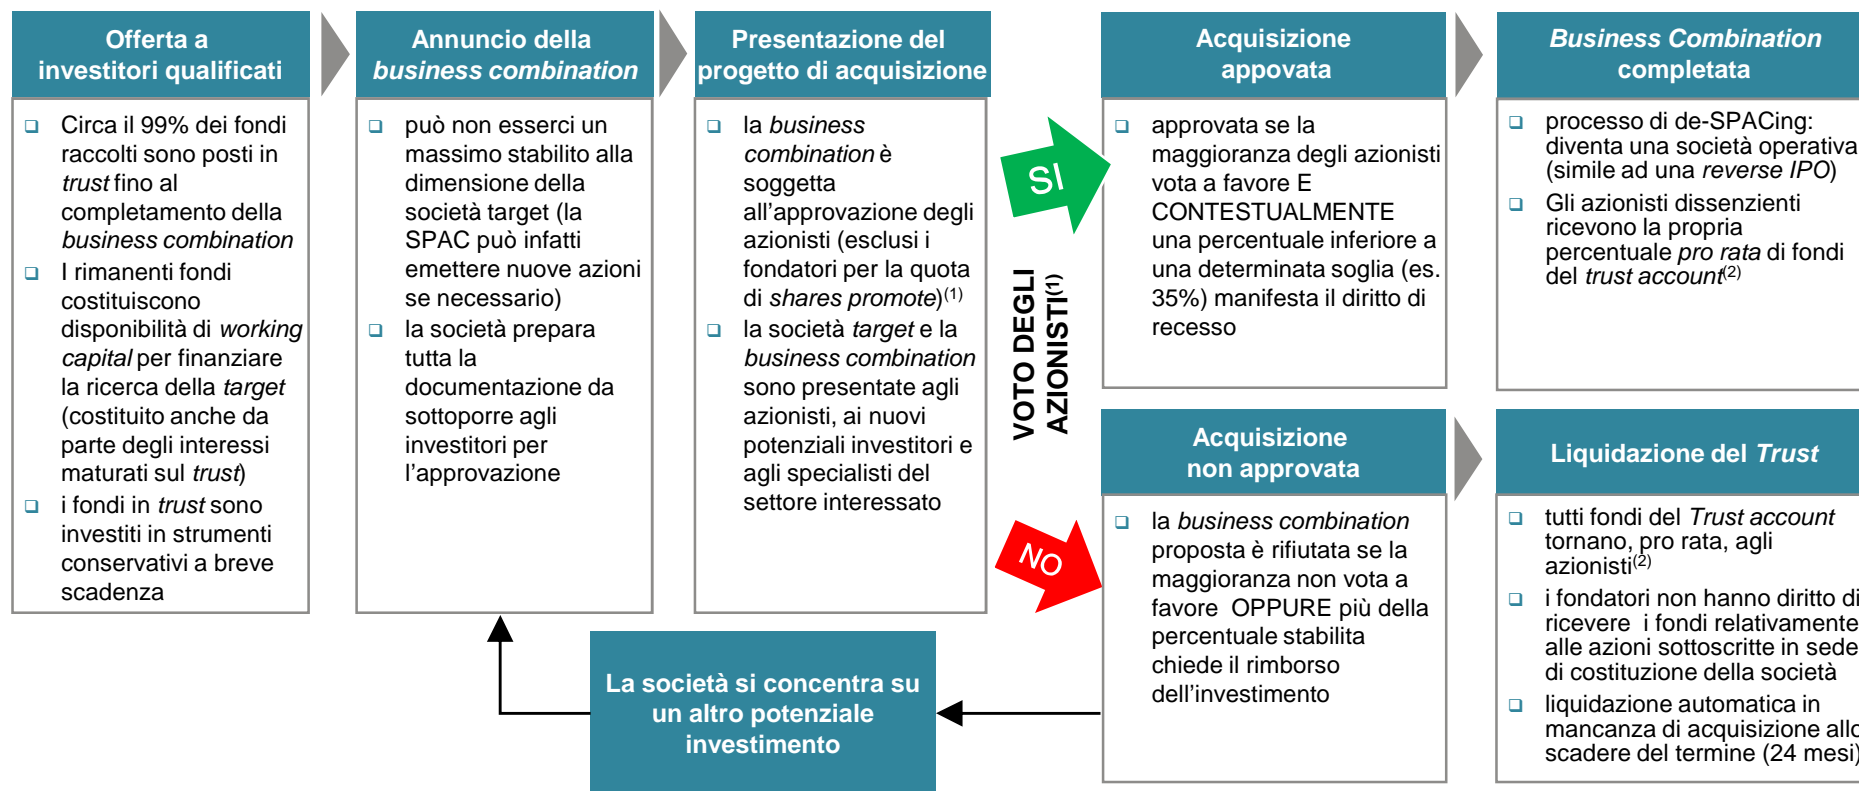 Offerta a
investitori qualificati
❑ Circa il 99% dei fondi
raccolti sono posti in
trust fino al
completamento della
business combination
❑ I rimanenti fondi
costituiscono
disponibilità di working
capital per finanziare
la ricerca della target
(costituito anche da
parte degli interessi
maturati sul trust)
❑ i fondi in trust sono
investiti in strumenti
conservativi a breve
scadenza
Annuncio della
business combination
❑ può non esserci un
massimo stabilito alla
dimensione della
società target (la
SPAC può infatti
emettere nuove azioni
se necessario)
❑ la società prepara
tutta la
documentazione da
sottoporre agli
investitori per
l'approvazione
Presentazione del
progetto di acquisizione
❑ la business
combination è
soggetta
all'approvazione degli
azionisti (esclusi i
fondatori per la quota
di shares promote)(1)
❑ la società target e la
business combination
sono presentate agli
azionisti, ai nuovi
potenziali investitori e
agli specialisti del
settore interessato
SI
VOTO DEGLI
AZIONISTI(1)
NO
Acquisizione
appovata
❑ approvata se la
maggioranza degli azionisti
vota a favore E
CONTESTUALMENTE
una percentuale inferiore a
una determinata soglia (es.
35%) manifesta il diritto di
recesso
Business Combination
completata
❑ processo di de-SPACing:
diventa una società operativa
(simile ad una reverse IPO)
❑ Gli azionisti dissenzienti
ricevono la propria
percentuale pro rata di fondi
del trust account(2)
Acquisizione
non approvata
❑ la business combination
proposta è rifiutata se la
maggioranza non vota a
favore OPPURE più della
percentuale stabilita
chiede il rimborso
dell'investimento
Liquidazione del Trust
❑ tutti fondi del Trust account
tornano, pro rata, agli
azionisti(2)
❑ i fondatori non hanno diritto di
ricevere i fondi relativamente
alle azioni sottoscritte in sede
di costituzione della società
❑ liquidazione automatica in
mancanza di acquisizione allo
scadere del termine (24 mesi)
La società si concentra su
un altro potenziale
investimento